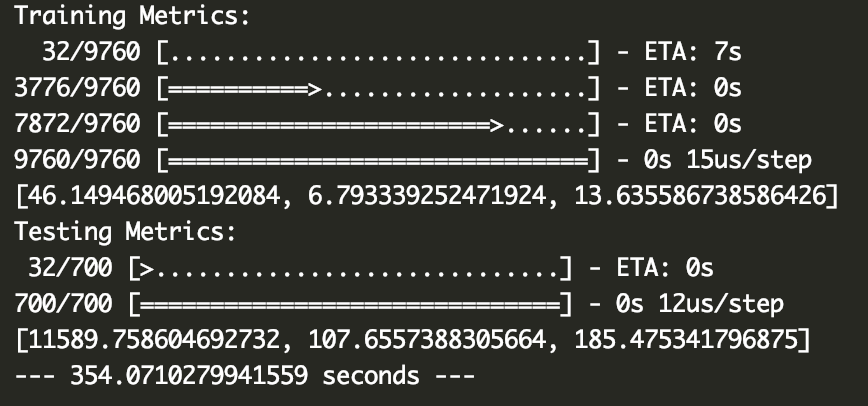 Training Metrics:
32/9760 [..............................] - ETA: 7s
3776/9760 [==========>...................] - ETA: 0s
7872/9760 [=======================>......] - ETA: 0s
9760/9760 [==============================] - 0s 15us/step
[46.149468005192084, 6.793339252471924, 13.635586738586426]
Testing Metrics:
32/700 [>.............................] - ETA: 0s
700/700 [==============================] - 0s 12us/step
[11589.758604692732, 107.6557388305664, 185.475341796875]
--- 354.0710279941559 seconds ---